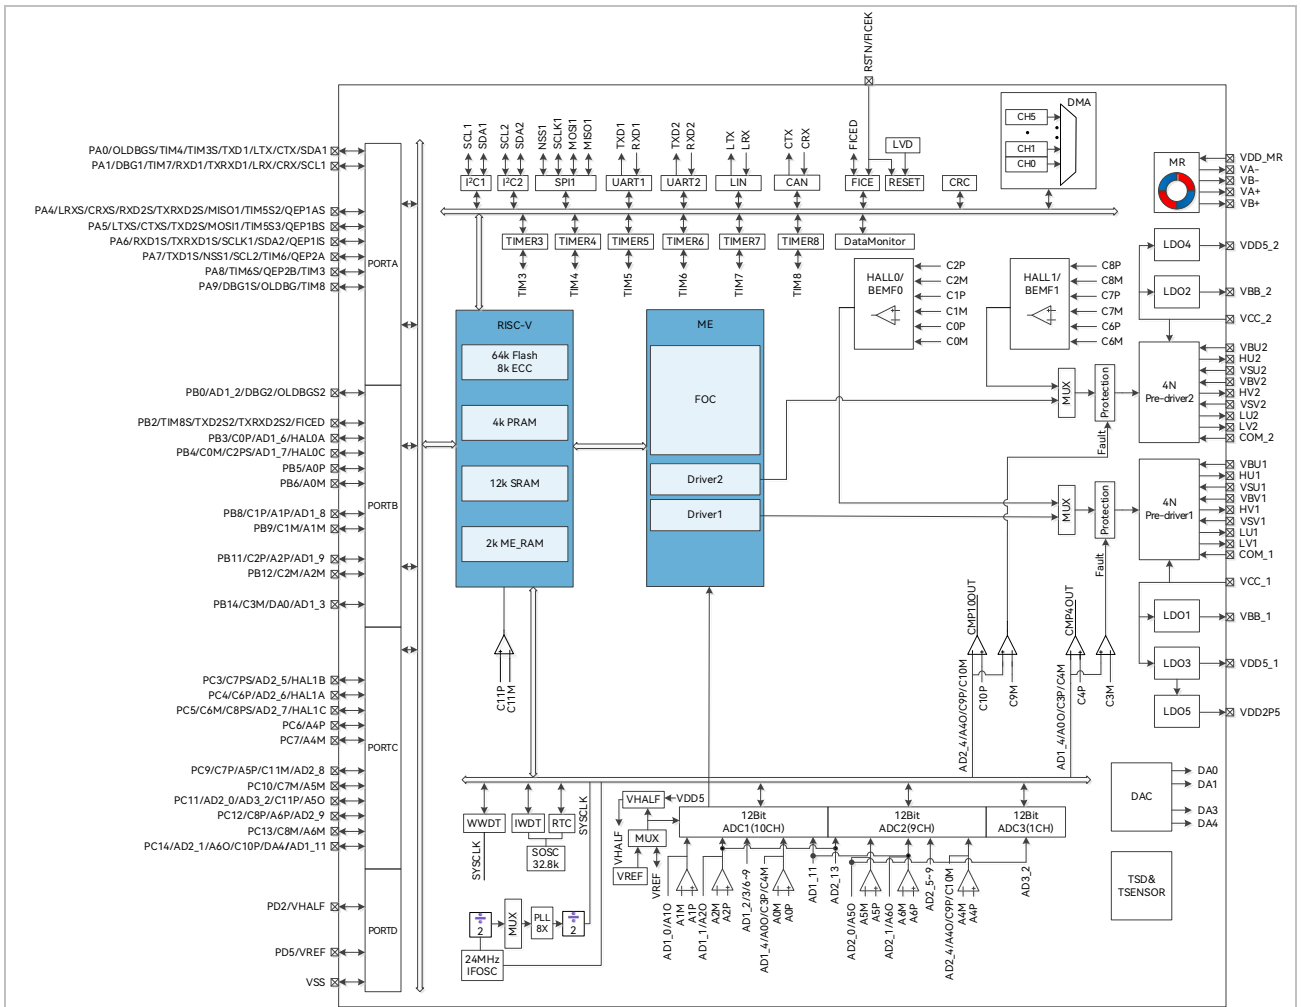 RSTN/FICEK
DMA
CH5
CH1
CH0
SCL1
SDA1
SCL2
SDA2
NSS1
SCLK1
MOSI1
MISO1
TXD1
RXD1
TXD2
RXD2
LTX
LRX
CTX
CRX
FICED
LVD
I²C1
I²C2
SPI1
UART1
UART2
LIN
CAN
FICE
RESET
CRC
MR
VDD_MR
VA-
VB-
VA+
VB+
TIMER3
TIMER4
TIMER5
TIMER6
TIMER7
TIMER8
DataMonitor
TIM3
TIM4
TIM5
TIM6
TIM7
TIM8
PA0/OLDBGS/TIM4/TIM3S/TXD1/LTX/CTX/SDA1
PA1/DBG1/TIM7/RXD1/TXRXD1/LRX/CRX/SCL1
PA4/LRXS/CRXS/RXD2S/TXRXD2S/MISO1/TIM5S2/QEP1AS
PA5/LTXS/CTXS/TXD2S/MOSI1/TIM5S3/QEP1BS
PA6/RXD1S/TXRXD1S/SCLK1/SDA2/QEP1IS
PA7/TXD1S/NSS1/SCL2/TIM6/QEP2A
PA8/TIM6S/QEP2B/TIM3
PA9/DBG1S/OLDBG/TIM8
PORTA
PB0/AD1_2/DBG2/OLDBGS2
PB2/TIM8S/TXD2S2/TXRXD2S2/FICED
PB3/C0P/AD1_6/HAL0A
PB4/C0M/C2PS/AD1_7/HAL0C
PB5/A0P
PB6/A0M
PB8/C1P/A1P/AD1_8
PB9/C1M/A1M
PB11/C2P/A2P/AD1_9
PB12/C2M/A2M
PB14/C3M/DA0/AD1_3
PORTB
PC3/C7PS/AD2_5/HAL1B
PC4/C6P/AD2_6/HAL1A
PC5/C6M/C8PS/AD2_7/HAL1C
PC6/A4P
PC7/A4M
PC9/C7P/A5P/C11M/AD2_8
PC10/C7M/A5M
PC11/AD2_0/AD3_2/C11P/A5O
PC12/C8P/A6P/AD2_9
PC13/C8M/A6M
PC14/AD2_1/A6O/C10P/DA4/AD1_11
PORTC
PD2/VHALF
PD5/VREF
VSS
PORTD
RISC-V
64k Flash
8k ECC
4k PRAM
12k SRAM
2k ME_RAM
ME
FOC
Driver2
Driver1
HALL0/
BEMF0
C2P
C2M
C1P
C1M
C0P
C0M
HALL1/
BEMF1
C8P
C8M
C7P
C7M
C6P
C6M
LDO4
VDD5_2
LDO2
VBB_2
VCC_2
MUX
Protection
Fault
4N
Pre-driver2
VBU2
HU2
VSU2
VBV2
HV2
VSV2
LU2
LV2
COM_2
MUX
Protection
Fault
4N
Pre-driver1
VBU1
HU1
VSU1
VBV1
HV1
VSV1
LU1
LV1
COM_1
VCC_1
LDO1
VBB_1
LDO3
VDD5_1
LDO5
VDD2P5
C11P
C11M
CMP10OUT
AD2_4/A4O/C9P/C10M
C10P
C9M
CMP4OUT
AD1_4/A0O/C3P/C4M
C4P
C3M
DAC
DA0
DA1
DA3
DA4
TSD&
TSENSOR
WWDT
SYSCLK
IWDT
RTC
SOSC
32.8k
SYSCLK
VHALF
VDD5
VHALF
MUX
VREF
VREF
12Bit
ADC1(10CH)
12Bit
ADC2(9CH)
12Bit
ADC3(1CH)
AD1_0/A1O
A1M
A1P
AD1_1/A2O
A2M
A2P
AD1_2/3/6~9
AD1_4/A0O/C3P/C4M
A0M
A0P
AD1_11
AD2_13
AD2_0/A5O
A5M
A5P
AD2_1/A6O
A6M
A6P
AD2_5~9
AD2_4/A4O/C9P/C10M
A4M
A4P
AD3_2
÷
2
MUX
PLL
8X
÷
2
24MHz
IFOSC